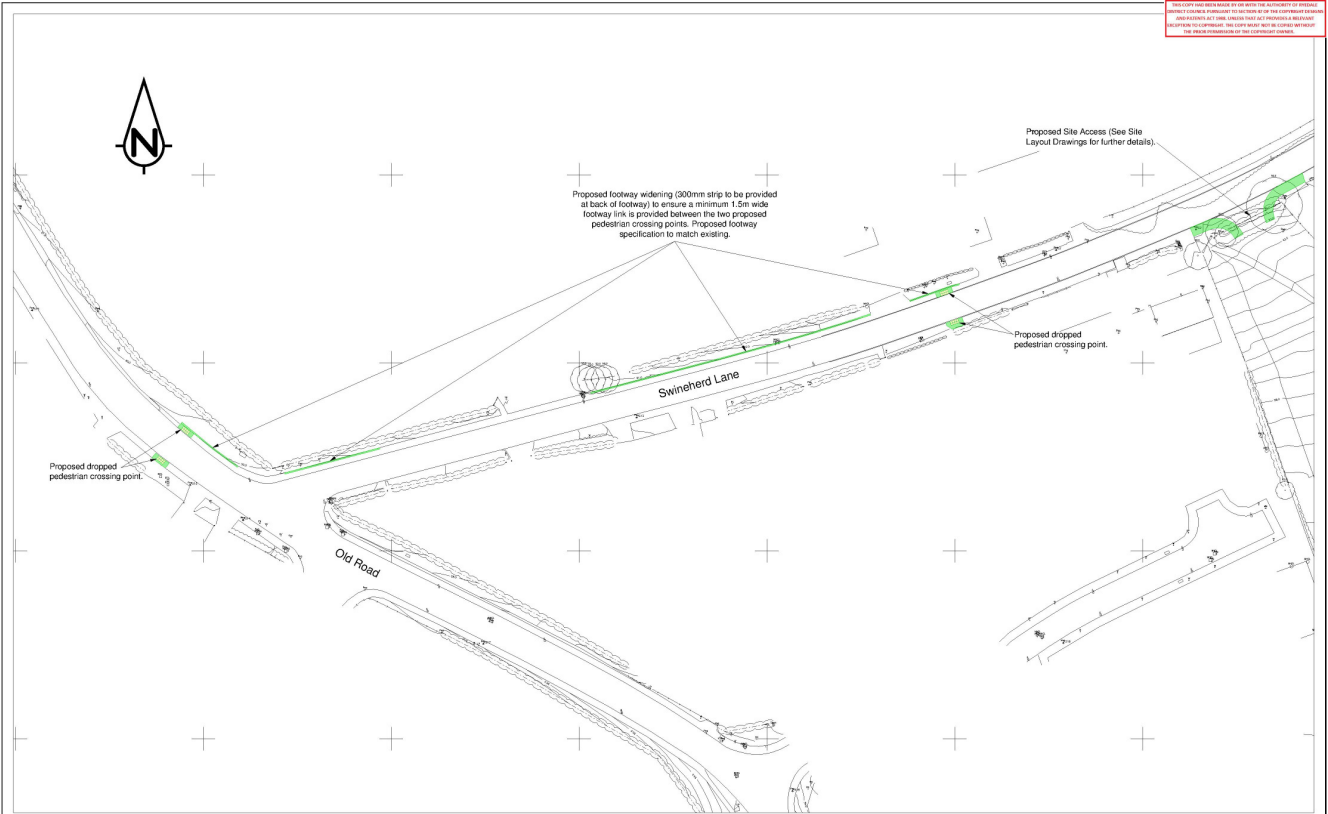 THIS COPY HAD BEEN MADE BY OR WITH THE AUTHORITY OF RYEDALE
DISTRICT COUNCIL PURSUANT TO SECTION 47 OF THE COPYRIGHT DESIGNS
AND PATENTS ACT 1988. UNLESS THAT ACT PROVIDES A RELEVANT
EXCEPTION TO COPYRIGHT, THE COPY MUST NOT BE COPIED WITHOUT
THE PRIOR PERMISSION OF THE COPYRIGHT OWNER.
N
Proposed Site Access (See Site
Layout Drawings for further details).
Proposed footway widening (300mm strip to be provided
at back of footway) to ensure a minimum 1.5m wide
footway link is provided between the two proposed
pedestrian crossing points. Proposed footway
specification to match existing.
Proposed dropped
pedestrian crossing point.
Swineherd Lane
Proposed dropped
pedestrian crossing point.
Old Road